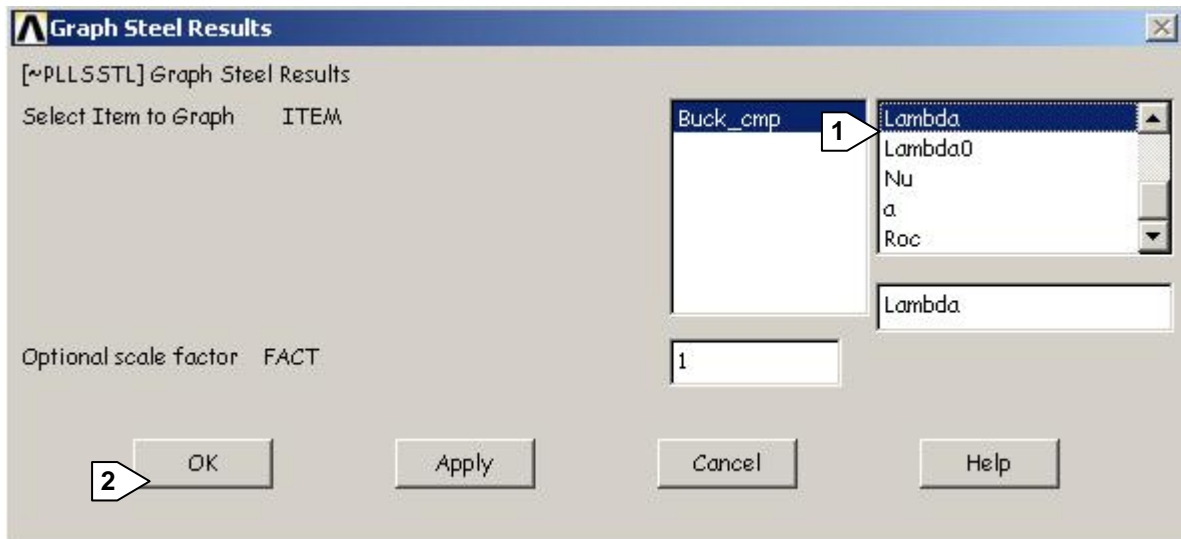 Graph Steel Results
[~PLLSSTL] Graph Steel Results
Select Item to Graph ITEM
Buck_cmp
1
Lambda
Lambda0
Nu
a
Roc
Lambda
Optional scale factor FACT
1
OK Apply Cancel Help
2